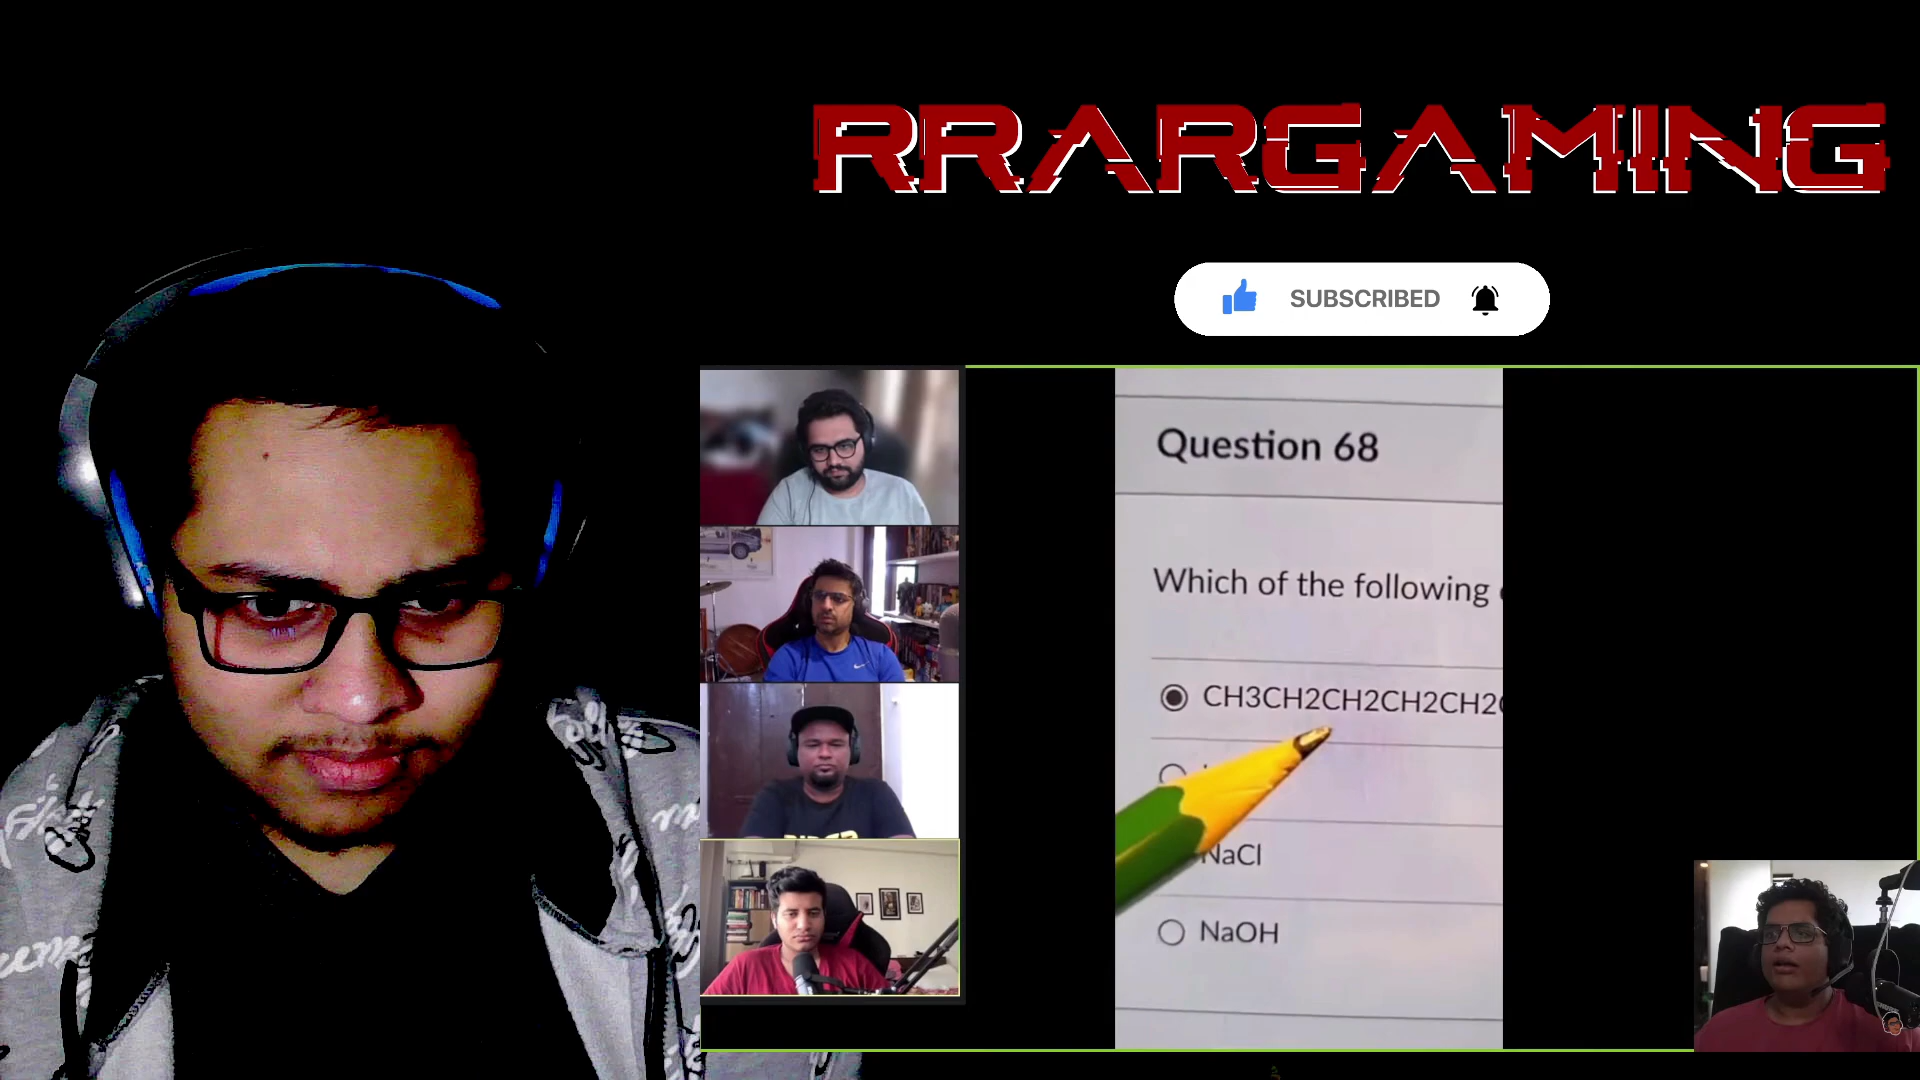 RRARGAMING
SUBSCRIBED
Question 68
Which of the following
CH3CH2CH2CH2CH2
NaCl
NaOH